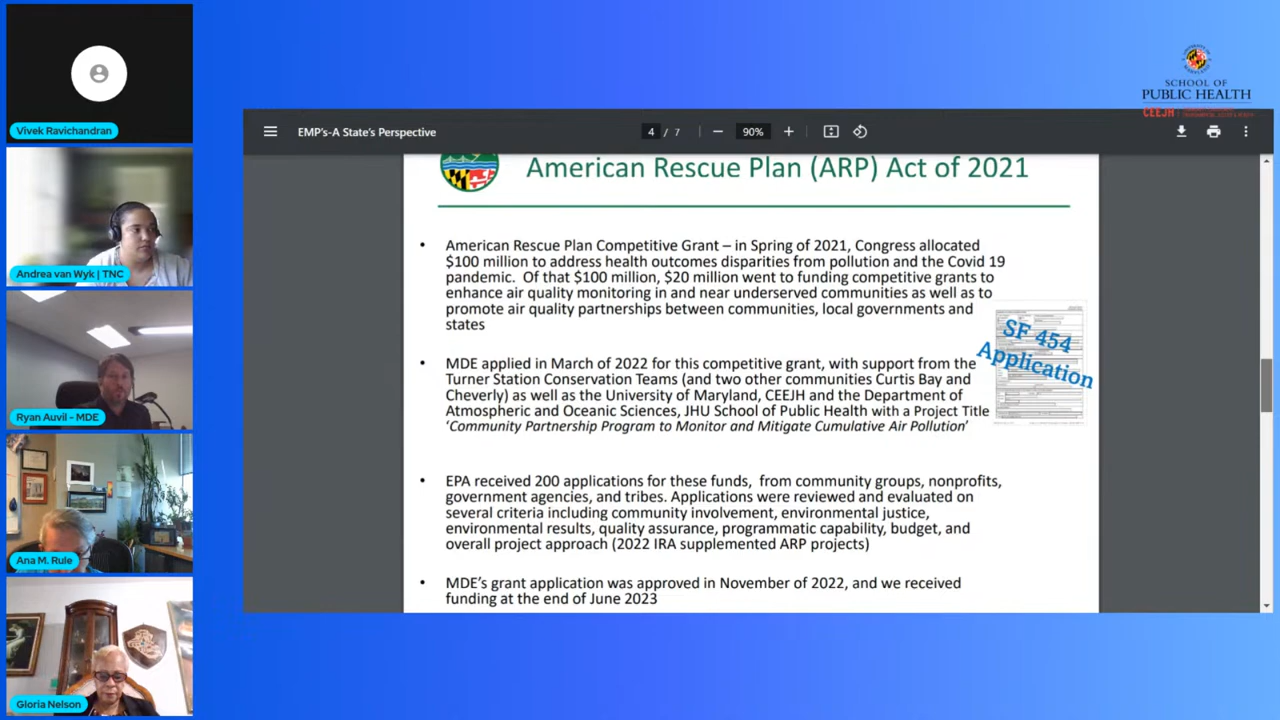 Vivek Ravichandran
Andrea van Wyk | TNC
Ryan Auvil - MDE
Ana M. Rule
Gloria Nelson
SCHOOL OF
PUBLIC HEALTH
CEEJH
EMP's-A State's Perspective
4 / 7
90%
American Rescue Plan (ARP) Act of 2021
• American Rescue Plan Competitive Grant – in Spring of 2021, Congress allocated
$100 million to address health outcomes disparities from pollution and the Covid 19
pandemic. Of that $100 million, $20 million went to funding competitive grants to
enhance air quality monitoring in and near underserved communities as well as to
promote air quality partnerships between communities, local governments and
states
• MDE applied in March of 2022 for this competitive grant, with support from the
Turner Station Conservation Teams (and two other communities Curtis Bay and
Cheverly) as well as the University of Maryland, CEEJH and the Department of
Atmospheric and Oceanic Sciences, JHU School of Public Health with a Project Title
‘Community Partnership Program to Monitor and Mitigate Cumulative Air Pollution’
SF 454
Application
• EPA received 200 applications for these funds, from community groups, nonprofits,
government agencies, and tribes. Applications were reviewed and evaluated on
several criteria including community involvement, environmental justice,
environmental results, quality assurance, programmatic capability, budget, and
overall project approach (2022 IRA supplemented ARP projects)
• MDE's grant application was approved in November of 2022, and we received
funding at the end of June 2023